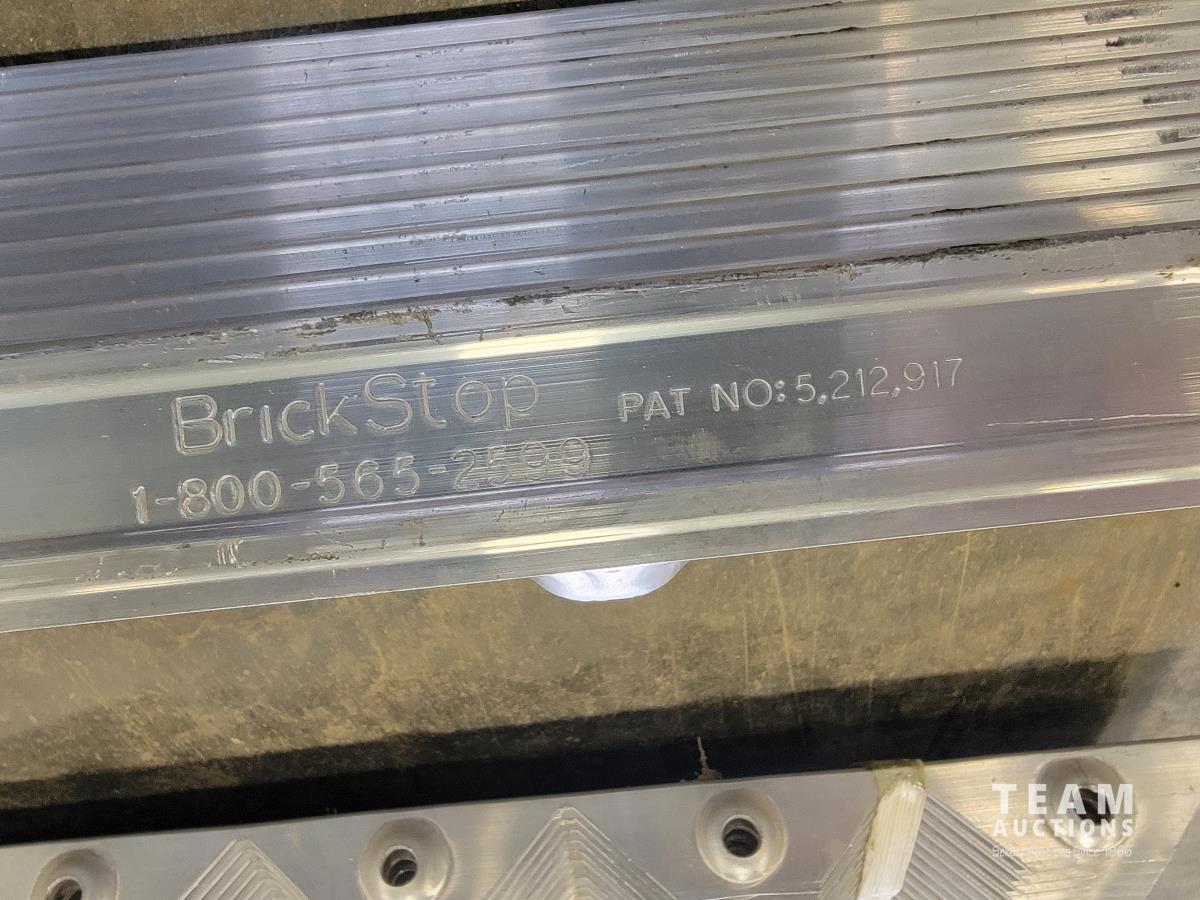 BrickStop PAT NO: 5,212,917
1-800-565-2599
TEAM
AUCTIONS